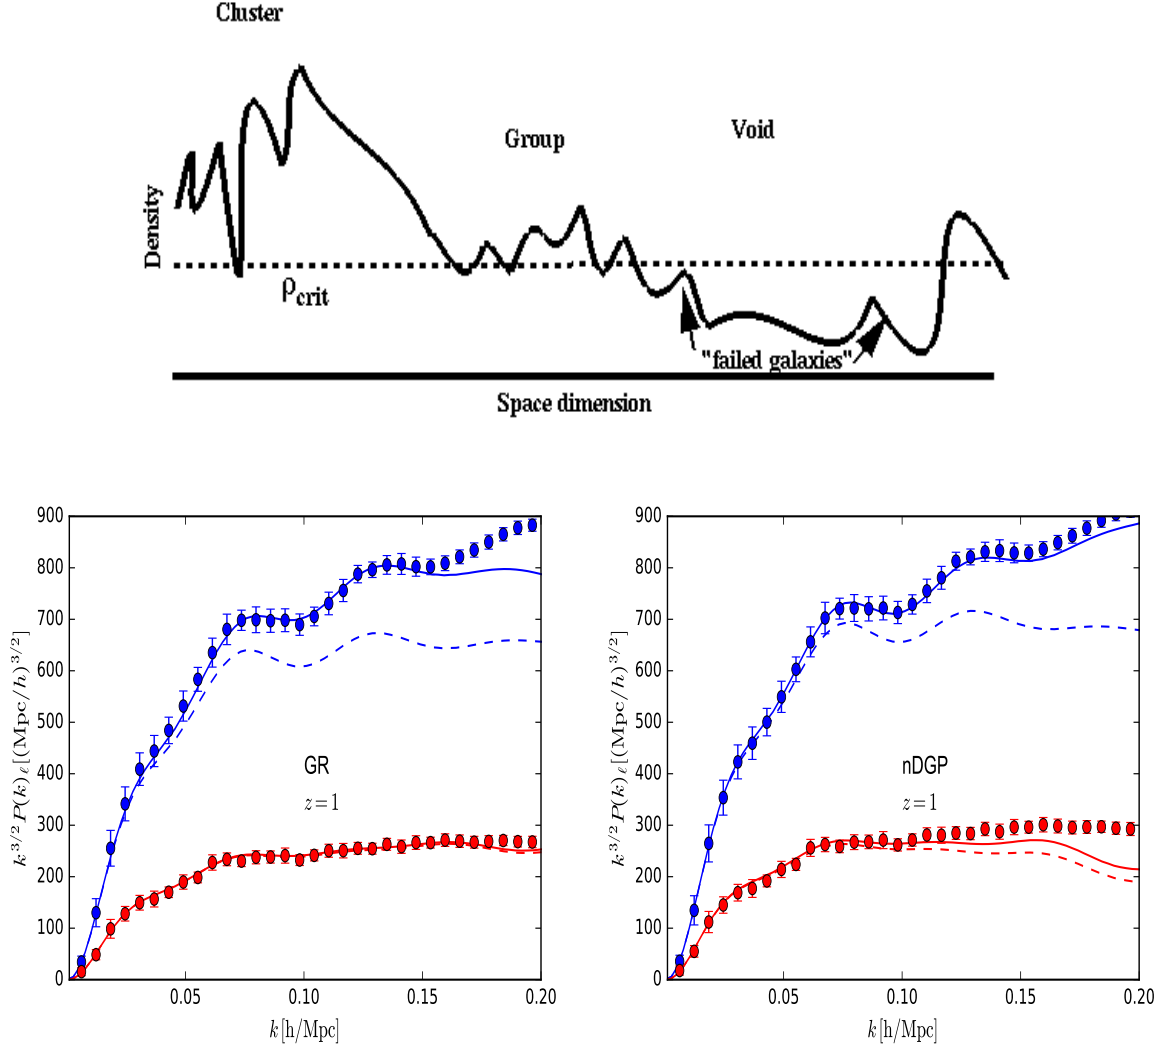 Cluster
Group
Void
Density
ρcrit
"failed galaxies"
Space dimension
900
800
700
600
500
400
300
200
100
0
k^{3/2}P(k)_ℓ[(Mpc/h)^{3/2}]
GR
z=1
0.05
0.10
0.15
0.20
k[h/Mpc]
900
800
700
600
500
400
300
200
100
0
k^{3/2}P(k)_ℓ[(Mpc/h)^{3/2}]
nDGP
z=1
0.05
0.10
0.15
0.20
k[h/Mpc]